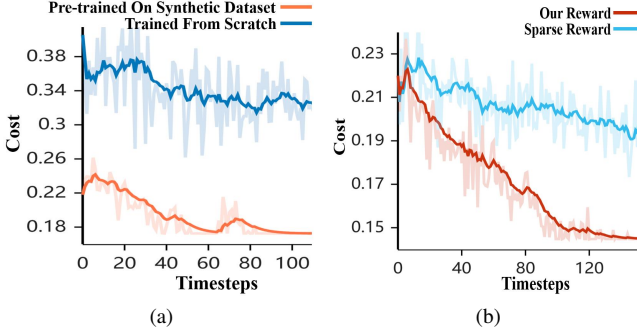 Pre-trained On Synthetic Dataset
Trained From Scratch
0.38
0.34
0.3
0.26
0.22
0.18
Cost
0 20 40 60 80 100
Timesteps
(a)
Our Reward
Sparse Reward
0.23
0.21
0.19
0.17
0.15
Cost
0 40 80 120
Timesteps
(b)